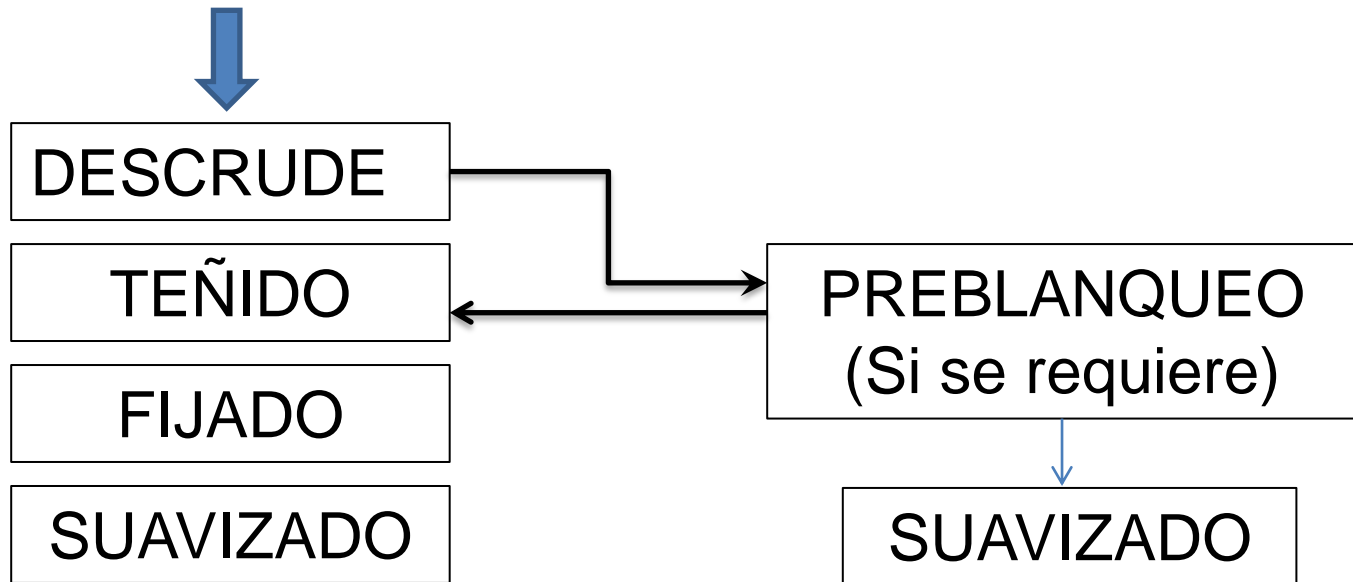 DESCRUDE
TEÑIDO
FIJADO
SUAVIZADO
PREBLANQUEO
(Si se requiere)
SUAVIZADO